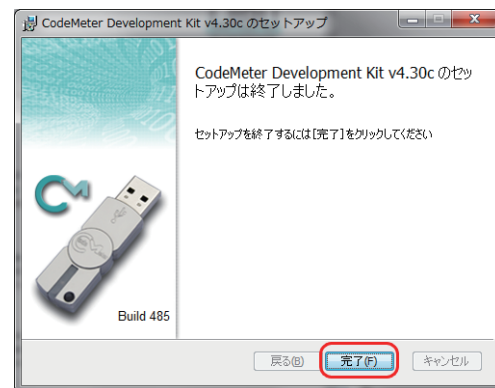 CodeMeter Development Kit v4.30c のセットアップ
CodeMeter Development Kit v4.30c のセッ
トアップは終了しました。
セットアップを終了するには[完了]をクリックしてください
Build 485
戻る(B)
完了(F)
キャンセル